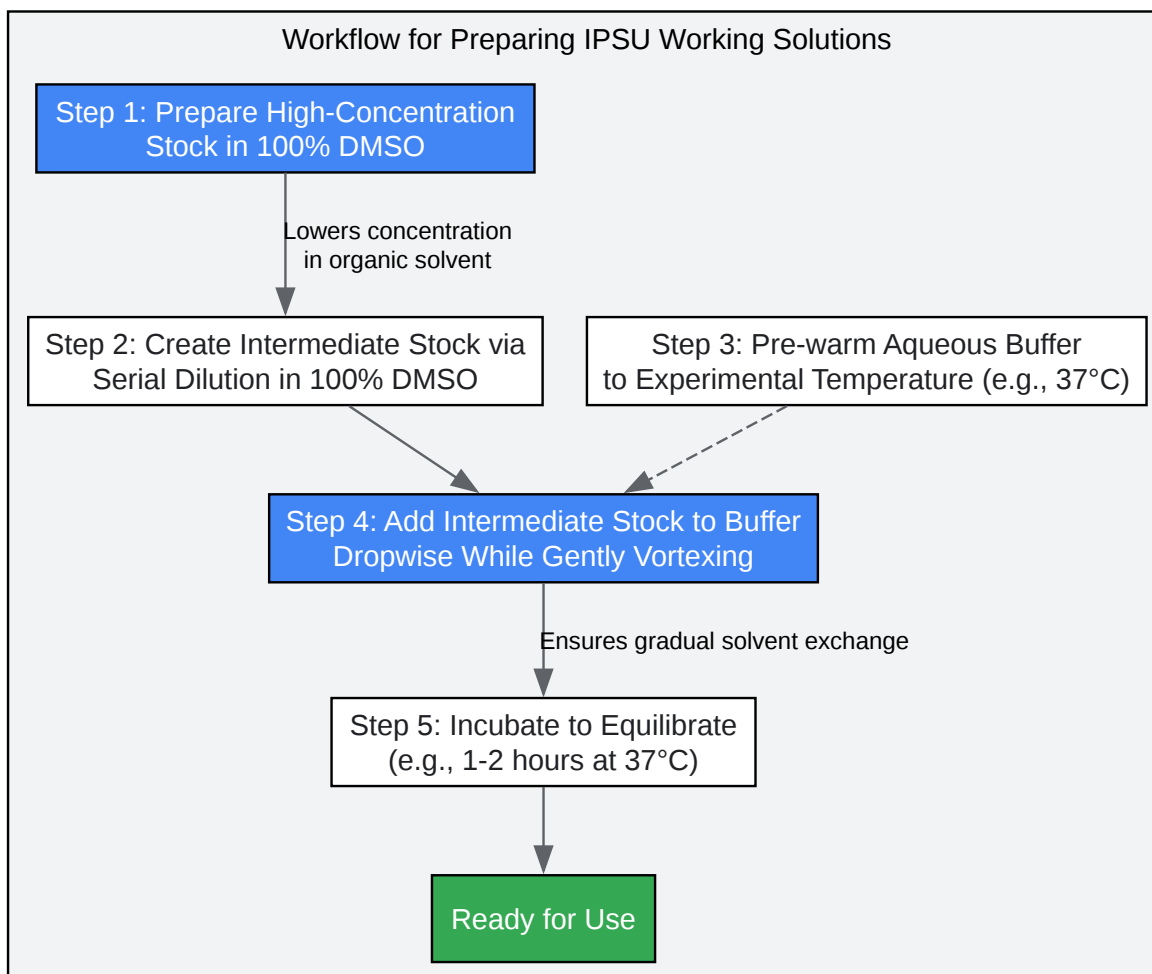 Workflow for Preparing IPSU Working Solutions
Step 1: Prepare High-Concentration
Stock in 100% DMSO
Lowers concentration
in organic solvent
Step 2: Create Intermediate Stock via
Serial Dilution in 100% DMSO
Step 3: Pre-warm Aqueous Buffer
to Experimental Temperature (e.g., 37°C)
Step 4: Add Intermediate Stock to Buffer
Dropwise While Gently Vortexing
Ensures gradual solvent exchange
Step 5: Incubate to Equilibrate
(e.g., 1-2 hours at 37°C)
Ready for Use